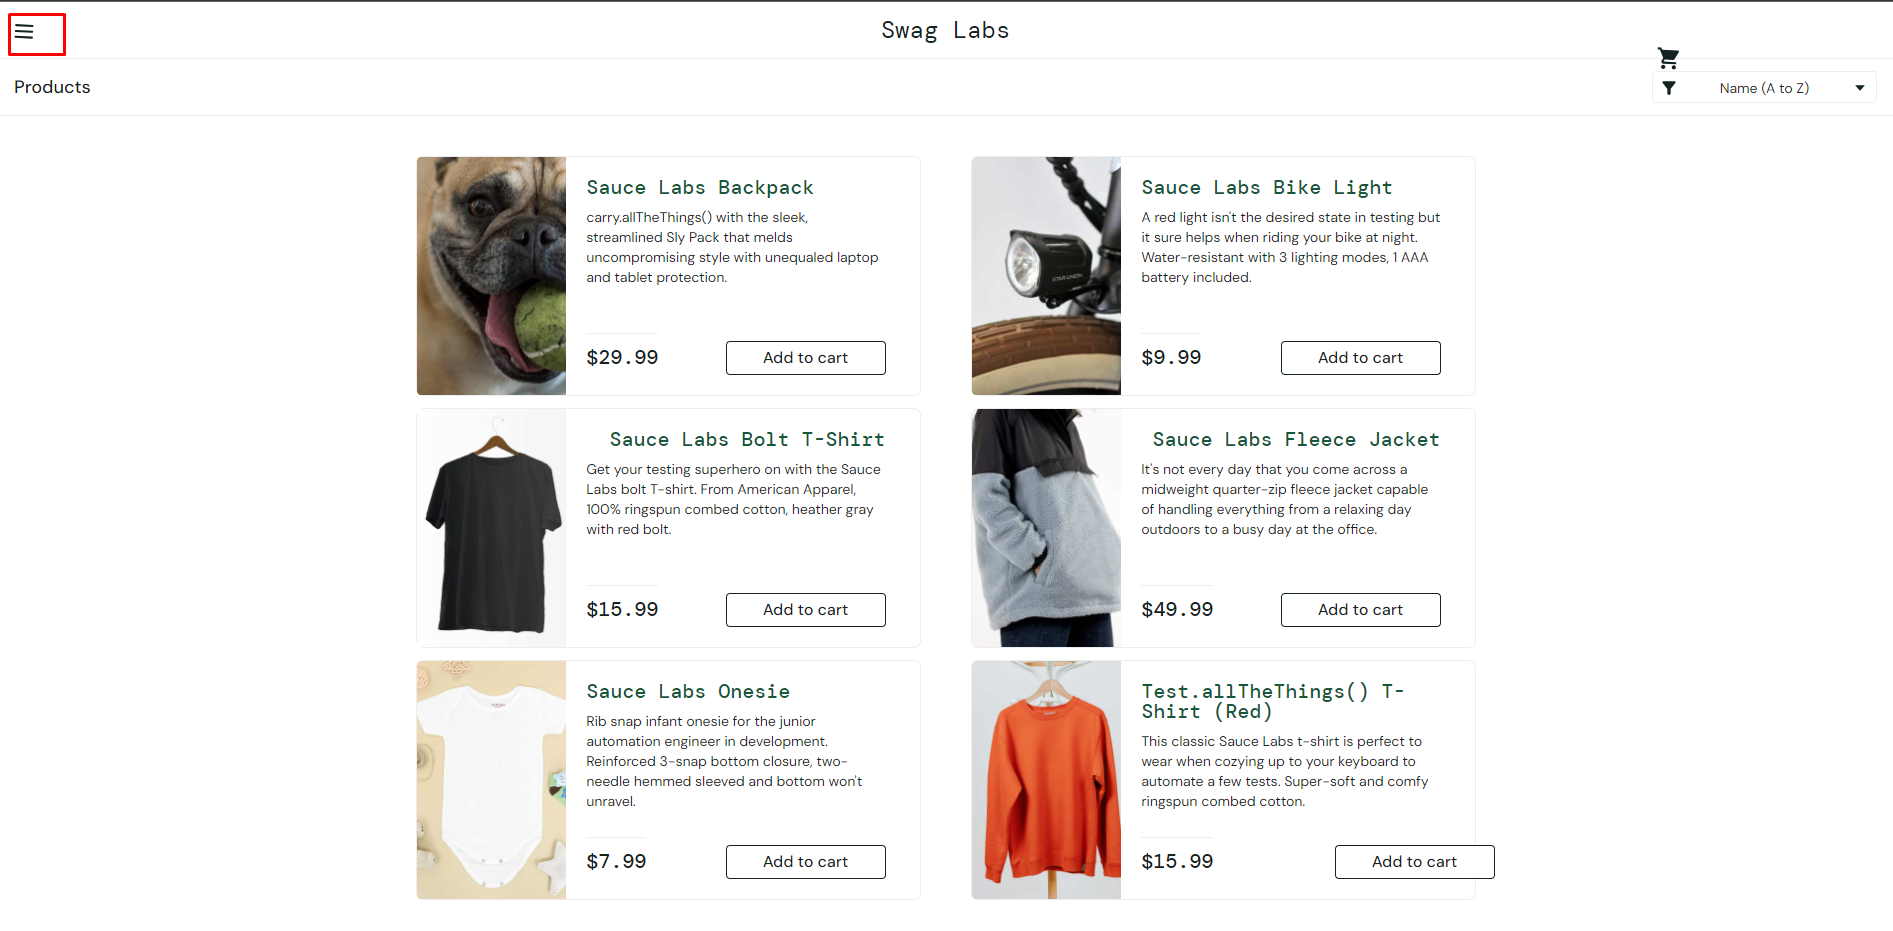 Swag Labs
Products
Name (A to Z)
Sauce Labs Backpack
carry.allTheThings() with the sleek,
streamlined Sly Pack that melds
uncompromising style with unequaled laptop
and tablet protection.
$29.99
Add to cart
Sauce Labs Bike Light
A red light isn't the desired state in testing but
it sure helps when riding your bike at night.
Water-resistant with 3 lighting modes, 1 AAA
battery included.
$9.99
Add to cart
STAR UNION
Sauce Labs Bolt T-Shirt
Get your testing superhero on with the Sauce
Labs bolt T-shirt. From American Apparel,
100% ringspun combed cotton, heather gray
with red bolt.
$15.99
Add to cart
Sauce Labs Fleece Jacket
It's not every day that you come across a
midweight quarter-zip fleece jacket capable
of handling everything from a relaxing day
outdoors to a busy day at the office.
$49.99
Add to cart
Sauce Labs Onesie
Rib snap infant onesie for the junior
automation engineer in development.
Reinforced 3-snap bottom closure, two-
needle hemmed sleeved and bottom won't
unravel.
$7.99
Add to cart
Test.allTheThings() T-
Shirt (Red)
This classic Sauce Labs t-shirt is perfect to
wear when cozying up to your keyboard to
automate a few tests. Super-soft and comfy
ringspun combed cotton.
$15.99
Add to cart